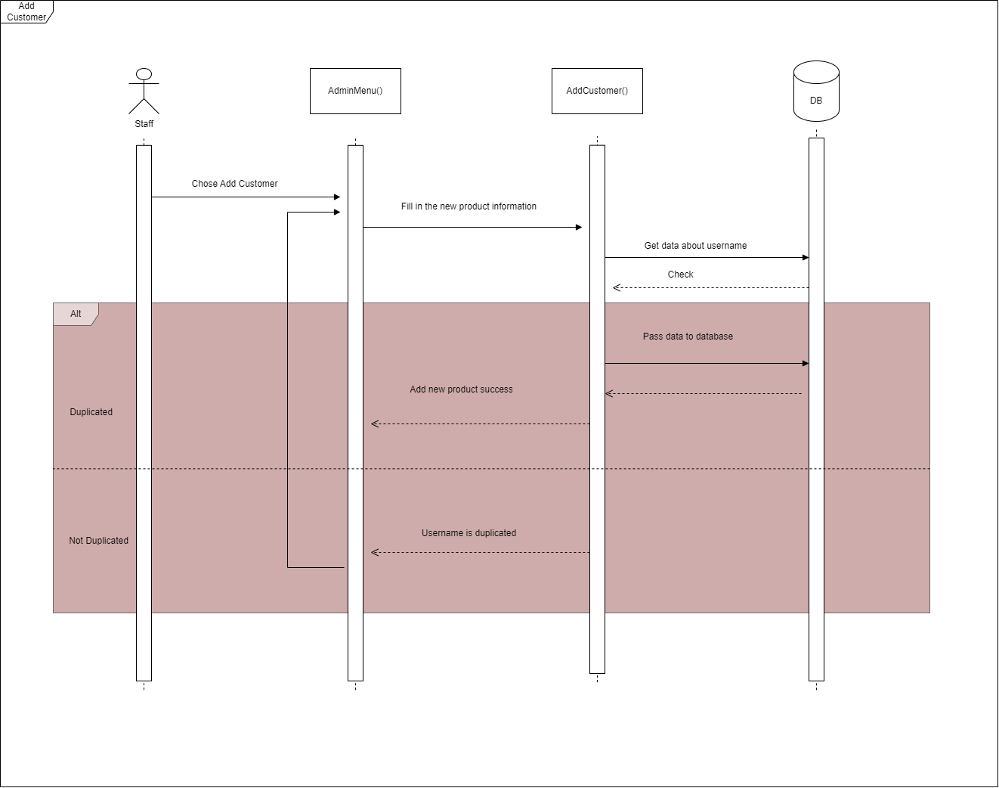 Add
Customer
Staff
AdminMenu()
AddCustomer()
DB
Chose Add Customer
Fill in the new product information
Get data about username
Check
Alt
Pass data to database
Add new product success
Duplicated
Username is duplicated
Not Duplicated